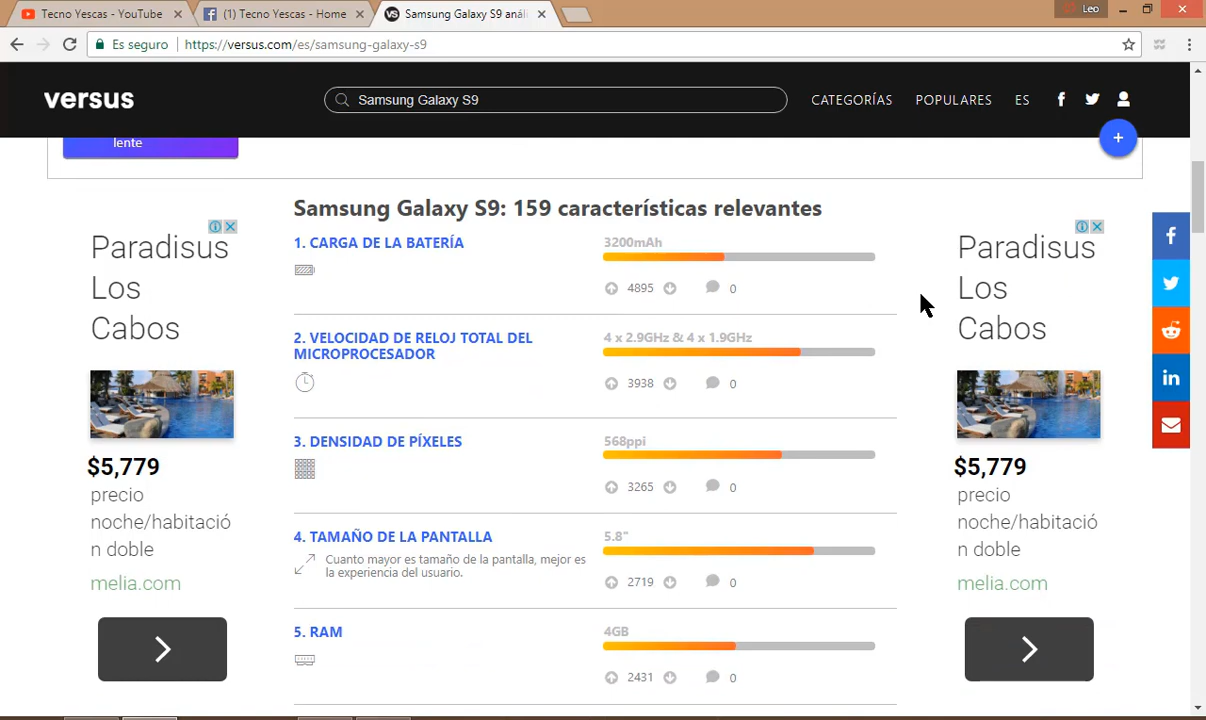 Tecno Yescas - YouTube
(1) Tecno Yescas - Home
VS Samsung Galaxy S9 anál
Leo
Es seguro
https://versus.com/es/samsung-galaxy-s9
versus
Samsung Galaxy S9
CATEGORÍAS
POPULARES
ES
lente
+
Samsung Galaxy S9: 159 características relevantes
1. CARGA DE LA BATERÍA
3200mAh
4895
0
2. VELOCIDAD DE RELOJ TOTAL DEL
MICROPROCESADOR
4 x 2.9GHz & 4 x 1.9GHz
3938
0
3. DENSIDAD DE PÍXELES
568ppi
3265
0
4. TAMAÑO DE LA PANTALLA
Cuanto mayor es tamaño de la pantalla, mejor es
la experiencia del usuario.
5.8"
2719
0
5. RAM
4GB
2431
0
Paradisus
Los
Cabos
$5,779
precio
noche/habitació
n doble
melia.com
Paradisus
Los
Cabos
$5,779
precio
noche/habitació
n doble
melia.com